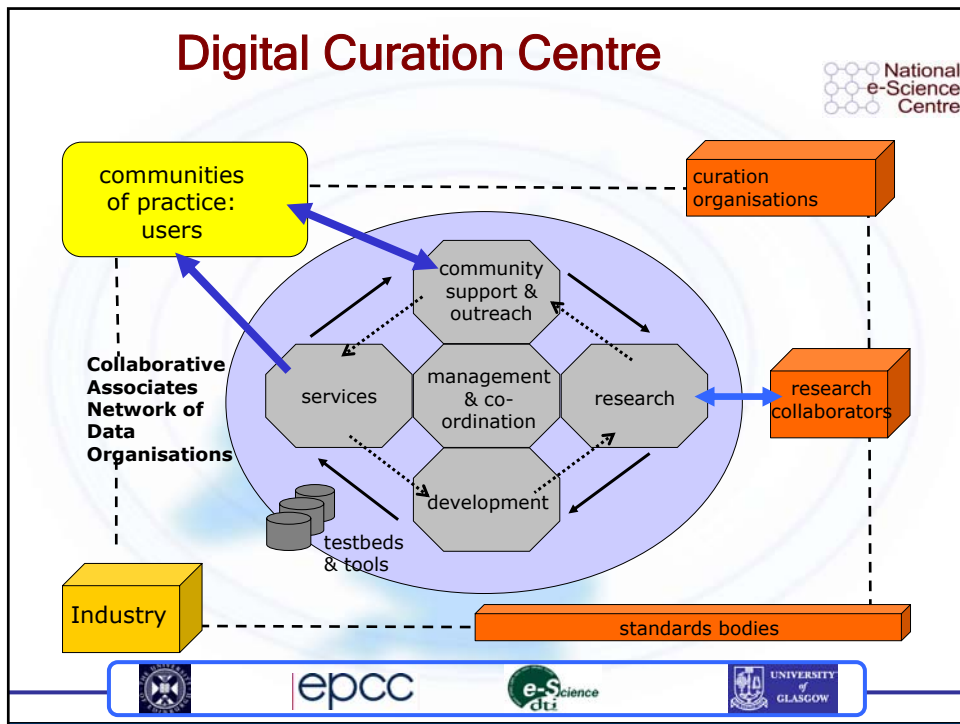 Digital Curation Centre
National
e-Science
Centre
communities
of practice:
users
curation
organisations
community
support &
outreach
Collaborative
Associates
Network of
Data
Organisations
services
management
& co-
ordination
research
research
collaborators
development
testbeds
& tools
Industry
standards bodies
epcc
e-Science
dti
UNIVERSITY
of
GLASGOW